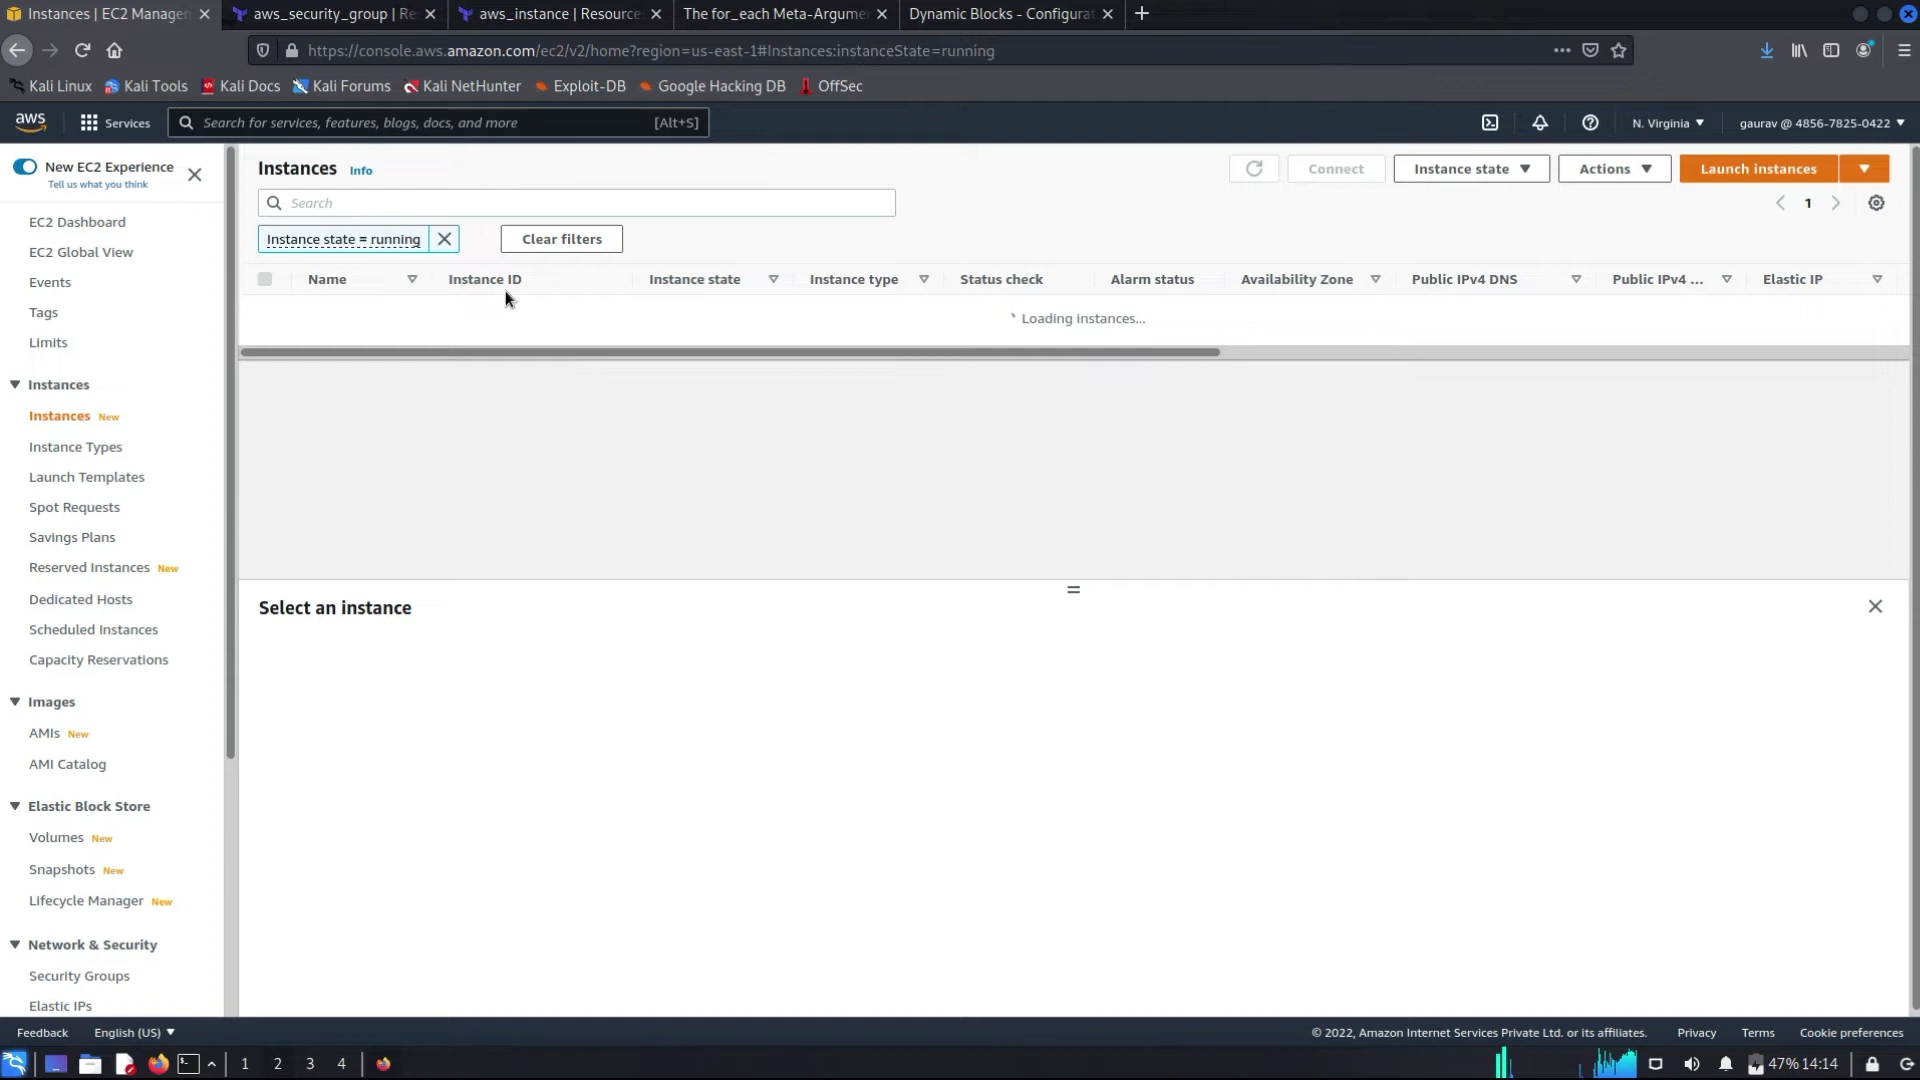 Instances | EC2 Managem
aws_security_group | Re
aws_instance | Resource
The for_each Meta-Argume
Dynamic Blocks - Configurat
https://console.aws.amazon.com/ec2/v2/home?region=us-east-1#Instances:instanceState=running
Kali Linux
Kali Tools
Kali Docs
Kali Forums
Kali NetHunter
Exploit-DB
Google Hacking DB
OffSec
aws
Services
Search for services, features, blogs, docs, and more
[Alt+S]
N. Virginia
gaurav @ 4856-7825-0422
New EC2 Experience
Tell us what you think
EC2 Dashboard
EC2 Global View
Events
Tags
Limits
Instances
Instances New
Instance Types
Launch Templates
Spot Requests
Savings Plans
Reserved Instances New
Dedicated Hosts
Scheduled Instances
Capacity Reservations
Images
AMIs New
AMI Catalog
Elastic Block Store
Volumes New
Snapshots New
Lifecycle Manager New
Network & Security
Security Groups
Elastic IPs
Instances Info
Connect
Instance state
Actions
Launch instances
Search
1
Instance state = running
Clear filters
Name
Instance ID
Instance state
Instance type
Status check
Alarm status
Availability Zone
Public IPv4 DNS
Public IPv4 ...
Elastic IP
Loading instances...
Select an instance
Feedback
English (US)
© 2022, Amazon Internet Services Private Ltd. or its affiliates.
Privacy
Terms
Cookie preferences
1
2
3
4
47%
14:14